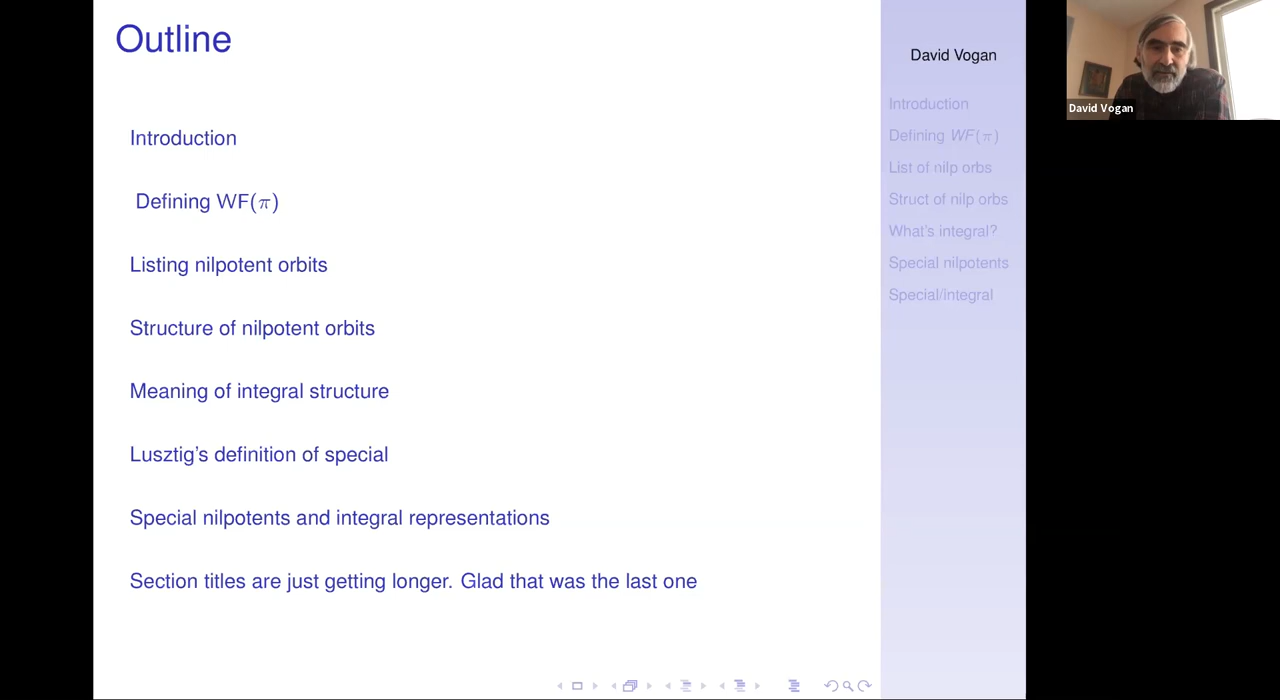 Outline
Introduction
Defining WF(π)
Listing nilpotent orbits
Structure of nilpotent orbits
Meaning of integral structure
Lusztig's definition of special
Special nilpotents and integral representations
Section titles are just getting longer. Glad that was the last one
David Vogan
Introduction
Defining WF(π)
List of nilp orbs
Struct of nilp orbs
What's integral?
Special nilpotents
Special/integral
David Vogan